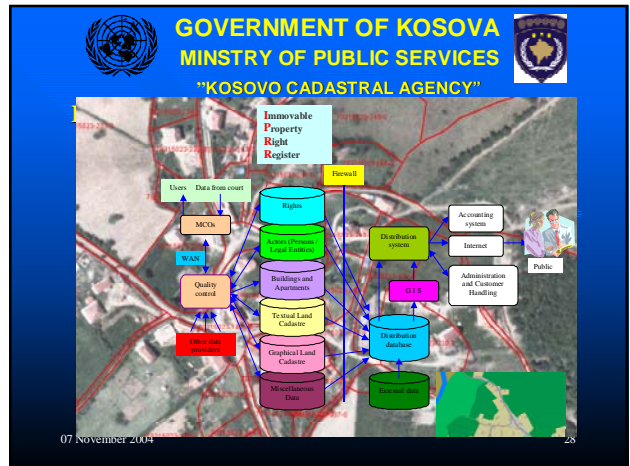 GOVERNMENT OF KOSOVA
MINSTRY OF PUBLIC SERVICES
”KOSOVO CADASTRAL AGENCY”
Immovable
Property
Right
Register
Firewall
Users Data from court
MCOs
WAN
Quality
control
Other data
providers
Rights
Actors (Persons /
Legal Entities)
Buildings and
Apartments
Textual Land
Cadastre
Graphical Land
Cadastre
Miscellaneous
Data
Distribution
system
G I S
Distribution
database
External data
Accounting
system
Internet
Administration
and Customer
Handling
Public
07 November 2004
28